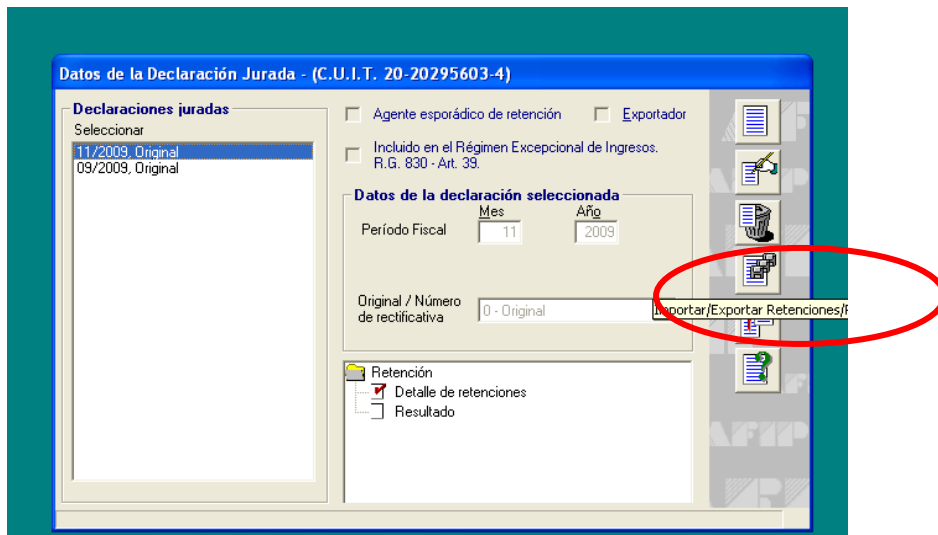 Datos de la Declaración Jurada - (C.U.I.T. 20-20295603-4)
Declaraciones juradas
Seleccionar
11/2009, Original
09/2009, Original
Agente esporádico de retención
Exportador
Incluido en el Régimen Excepcional de Ingresos.
R.G. 830 - Art. 39.
Datos de la declaración seleccionada
Mes
Año
Período Fiscal
11
2009
Original / Número
de rectificativa
0 - Original
Importar/Exportar Retenciones/
Retención
Detalle de retenciones
Resultado
AFIP